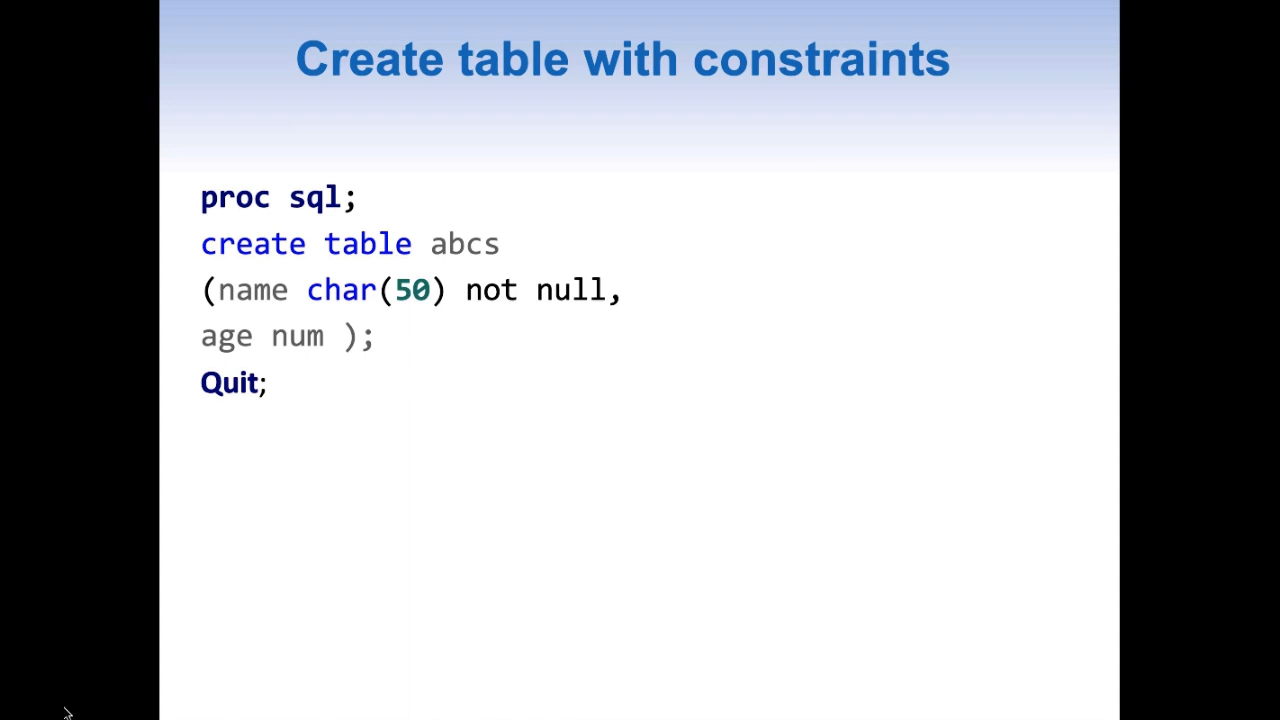 Create table with constraints
proc sql;
create table abcs
(name char(50) not null,
age num );
Quit;